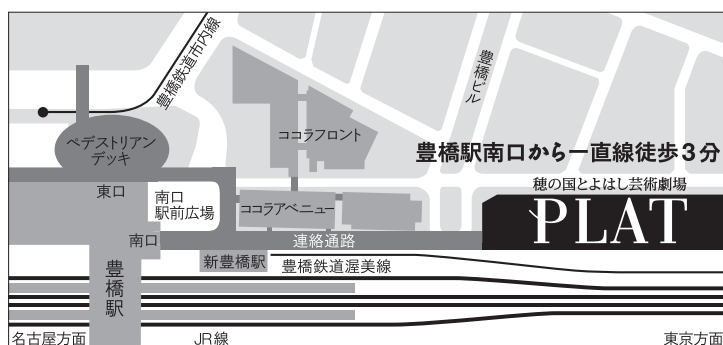 豊橋鉄道市内線
豊橋ビル
ペデストリアン
デッキ
ココラフロント
豊橋駅南口から一直線徒歩3分
穂の国とよはし芸術劇場
PLAT
東口
南口
駅前広場
ココラアベニュー
南口
連絡通路
新豊橋駅
豊橋鉄道渥美線
豊橋駅
名古屋方面
JR線
東京方面